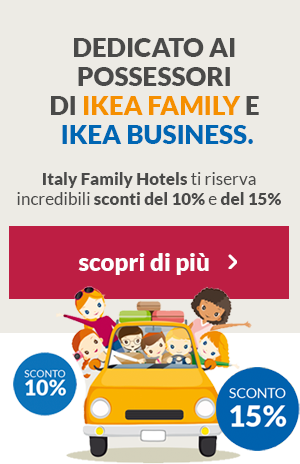 DEDICATO AI
POSSESSORI
DI IKEA FAMILY E
IKEA BUSINESS.
Italy Family Hotels ti riserva
incredibili sconti del 10% e del 15%
scopri di più >
SCONTO
10%
SCONTO
15%